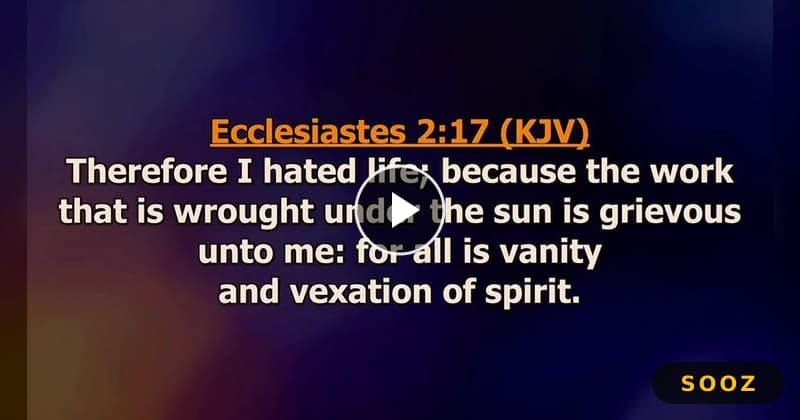 Ecclesiastes 2:17 (KJV)
Therefore I hated life; because the work
that is wrought under the sun is grievous
unto me: for all is vanity
and vexation of spirit.
SOOZ